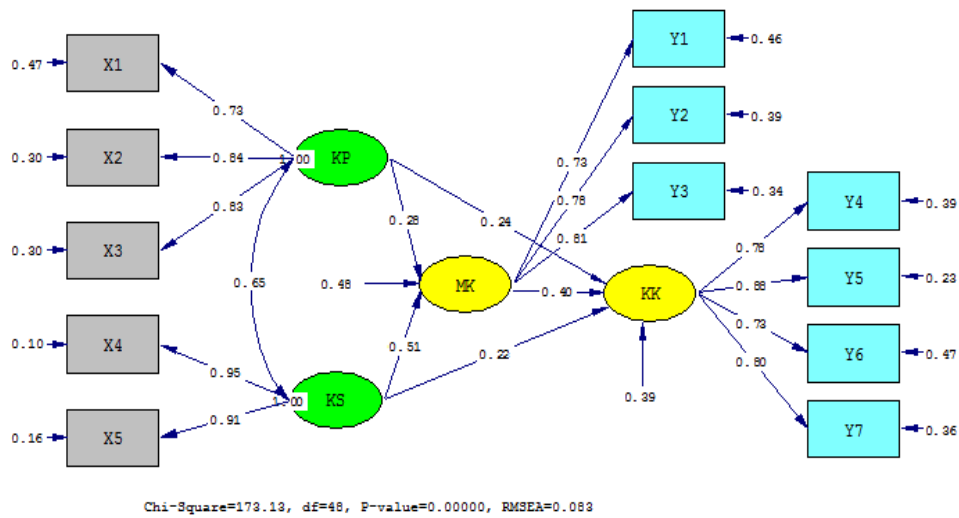 Y1
0.46
0.47
X1
0.73
Y2
0.39
0.30
X2
0.84
1.00
KP
0.73
0.78
Y3
0.34
0.83
0.28
0.24
0.81
Y4
0.39
0.30
X3
0.78
0.65
0.48
MK
0.40
KK
0.88
Y5
0.23
0.10
X4
0.51
0.22
0.73
Y6
0.47
0.95
0.80
1.00
KS
0.39
0.91
0.16
X5
Y7
0.36
Chi-Square=173.13, df=48, P-value=0.00000, RMSEA=0.083